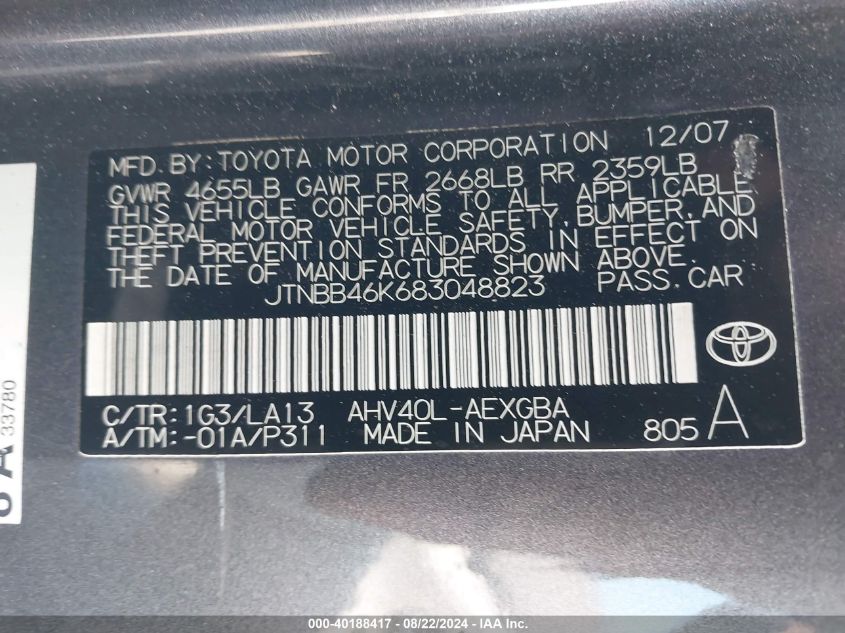 MFD. BY: TOYOTA MOTOR CORPORATION 12/07
GVWR 4655LB GAWR FR 2668LB RR 2359LB
THIS VEHICLE CONFORMS TO ALL APPLICABLE
FEDERAL MOTOR VEHICLE SAFETY, BUMPER, AND
THEFT PREVENTION STANDARDS IN EFFECT ON
THE DATE OF MANUFACTURE SHOWN ABOVE.
JTNBB46K683048823 PASS. CAR
C/TR: 1G3/LA13 AHV40L-AEXGBA
A/TM: -01A/P311 MADE IN JAPAN 805 A
33780
000-40188417 - 08/22/2024 - IAA Inc.